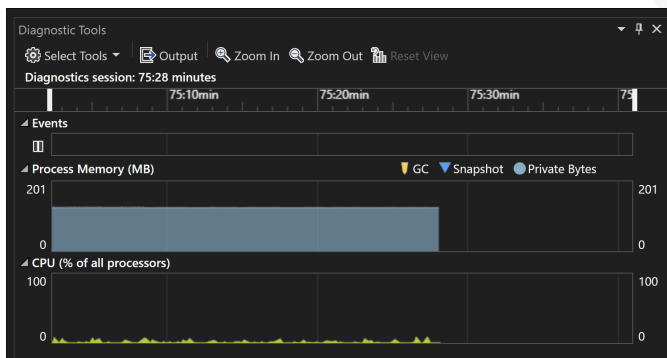 Diagnostic Tools
Select Tools Output Zoom In Zoom Out Reset View
Diagnostics session: 75:28 minutes
75:10min 75:20min 75:30min 75
Events
Process Memory (MB) GC Snapshot Private Bytes
201 201
0 0
CPU (% of all processors)
100 100
0 0